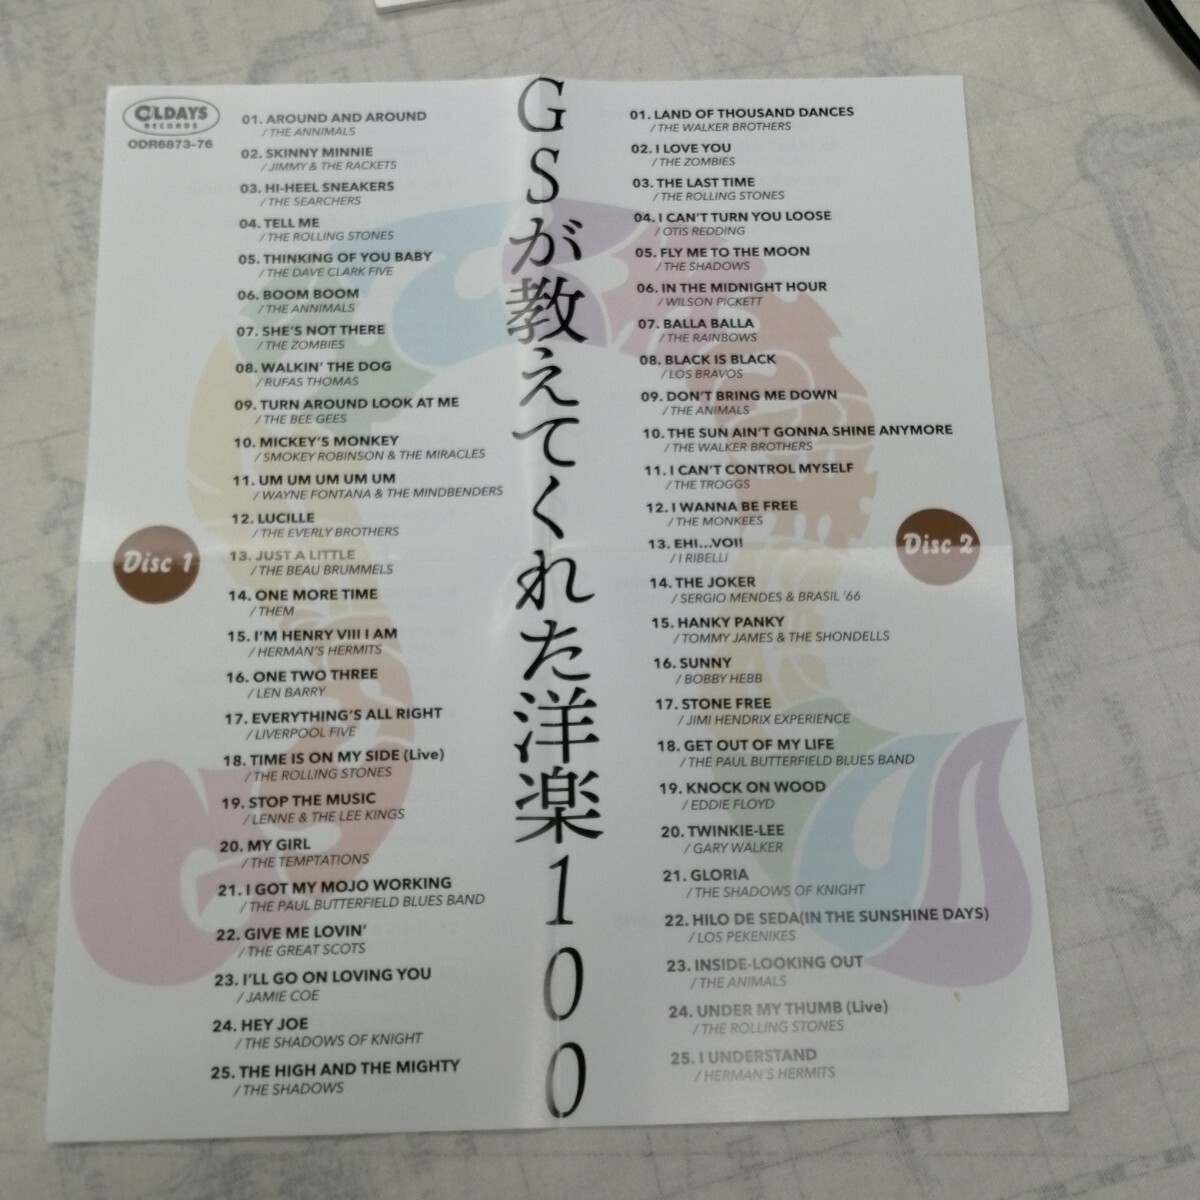 OLDAYS
RECORDS
ODR6873-76
GSが教えてくれた洋楽100
Disc 1
01. AROUND AND AROUND
/ THE ANNIMALS
02. SKINNY MINNIE
/ JIMMY & THE RACKETS
03. HI-HEEL SNEAKERS
/ THE SEARCHERS
04. TELL ME
/ THE ROLLING STONES
05. THINKING OF YOU BABY
/ THE DAVE CLARK FIVE
06. BOOM BOOM
/ THE ANNIMALS
07. SHE'S NOT THERE
/ THE ZOMBIES
08. WALKIN' THE DOG
/ RUFAS THOMAS
09. TURN AROUND LOOK AT ME
/ THE BEE GEES
10. MICKEY'S MONKEY
/ SMOKEY ROBINSON & THE MIRACLES
11. UM UM UM UM UM
/ WAYNE FONTANA & THE MINDBENDERS
12. LUCILLE
/ THE EVERLY BROTHERS
13. JUST A LITTLE
/ THE BEAU BRUMMELS
14. ONE MORE TIME
/ THEM
15. I'M HENRY VIII I AM
/ HERMAN'S HERMITS
16. ONE TWO THREE
/ LEN BARRY
17. EVERYTHING'S ALL RIGHT
/ LIVERPOOL FIVE
18. TIME IS ON MY SIDE (Live)
/ THE ROLLING STONES
19. STOP THE MUSIC
/ LENNE & THE LEE KINGS
20. MY GIRL
/ THE TEMPTATIONS
21. I GOT MY MOJO WORKING
/ THE PAUL BUTTERFIELD BLUES BAND
22. GIVE ME LOVIN'
/ THE GREAT SCOTS
23. I'LL GO ON LOVING YOU
/ JAMIE COE
24. HEY JOE
/ THE SHADOWS OF KNIGHT
25. THE HIGH AND THE MIGHTY
/ THE SHADOWS
Disc 2
01. LAND OF THOUSAND DANCES
/ THE WALKER BROTHERS
02. I LOVE YOU
/ THE ZOMBIES
03. THE LAST TIME
/ THE ROLLING STONES
04. I CAN'T TURN YOU LOOSE
/ OTIS REDDING
05. FLY ME TO THE MOON
/ THE SHADOWS
06. IN THE MIDNIGHT HOUR
/ WILSON PICKETT
07. BALLA BALLA
/ THE RAINBOWS
08. BLACK IS BLACK
/ LOS BRAVOS
09. DON'T BRING ME DOWN
/ THE ANIMALS
10. THE SUN AIN'T GONNA SHINE ANYMORE
/ THE WALKER BROTHERS
11. I CAN'T CONTROL MYSELF
/ THE TROGGS
12. I WANNA BE FREE
/ THE MONKEES
13. EHI...VOI!
/ I RIBELLI
14. THE JOKER
/ SERGIO MENDES & BRASIL '66
15. HANKY PANKY
/ TOMMY JAMES & THE SHONDELLS
16. SUNNY
/ BOBBY HEBB
17. STONE FREE
/ JIMI HENDRIX EXPERIENCE
18. GET OUT OF MY LIFE
/ THE PAUL BUTTERFIELD BLUES BAND
19. KNOCK ON WOOD
/ EDDIE FLOYD
20. TWINKIE-LEE
/ GARY WALKER
21. GLORIA
/ THE SHADOWS OF KNIGHT
22. HILO DE SEDA(IN THE SUNSHINE DAYS)
/ LOS PEKENIKES
23. INSIDE-LOOKING OUT
/ THE ANIMALS
24. UNDER MY THUMB (Live)
/ THE ROLLING STONES
25. I UNDERSTAND
/ HERMAN'S HERMITS